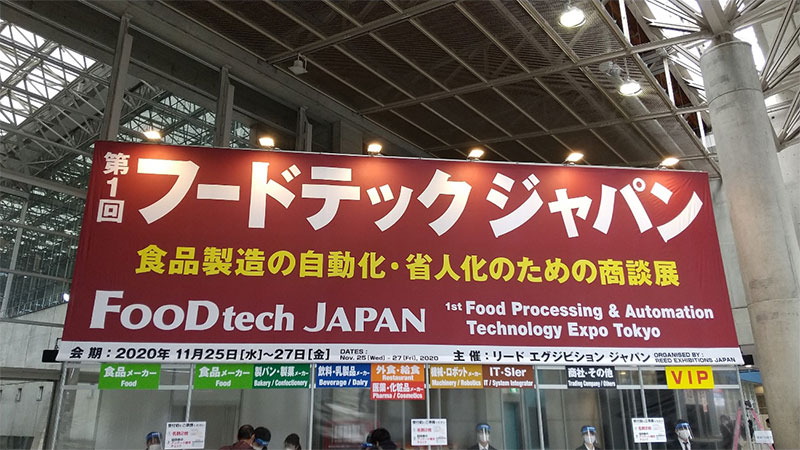 第1回
フードテック ジャパン
食品製造の自動化・省人化のための商談展
FOODtech JAPAN
1st Food Processing & Automation
Technology Expo Tokyo
会 期：2020年 11月25日[水]~27日[金]
DATES :
Nov. 25 [Wed] - 27 [Fri], 2020
主 催：リード エグジビション ジャパン
ORGANISED BY :
REED EXHIBITIONS JAPAN
食品メーカー
Food
食品メーカー
Food
製パン・製菓メーカー
Bakery / Confectionery
飲料・乳製品メーカー
Beverage / Dairy
外食・給食
Restaurant
医薬・化粧品メーカー
Pharma / Cosmetics
機械・ロボットメーカー
Machinery / Robotics
IT・SIer
IT / System Integrator
商社・その他
Trading Company / Others
VIP